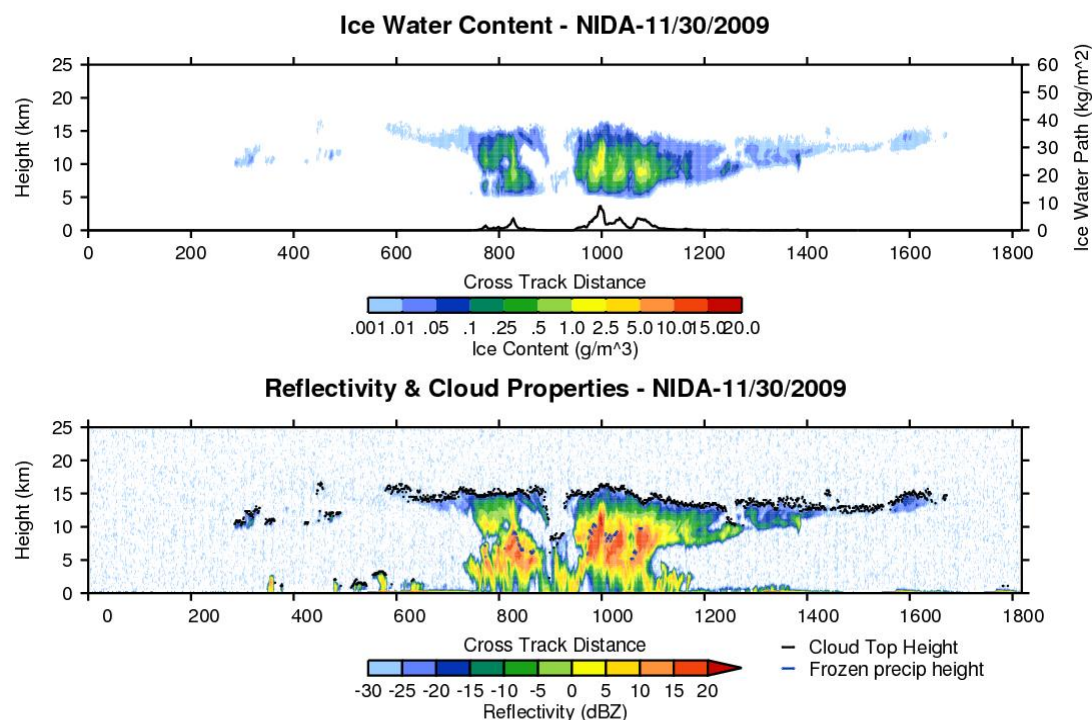 Ice Water Content - NIDA-11/30/2009
25
20
15
10
5
0
Height (km)
60
50
40
30
20
10
0
Ice Water Path (kg/m^2)
0 200 400 600 800 1000 1200 1400 1600 1800
Cross Track Distance
.001 .01 .05 .1 .25 .5 1.0 2.5 5.0 10.0 15.0 20.0
Ice Content (g/m^3)
Reflectivity & Cloud Properties - NIDA-11/30/2009
25
20
15
10
5
0
Height (km)
0 200 400 600 800 1000 1200 1400 1600 1800
Cross Track Distance
Cloud Top Height
Frozen precip height
-30 -25 -20 -15 -10 -5 0 5 10 15 20
Reflectivity (dBZ)